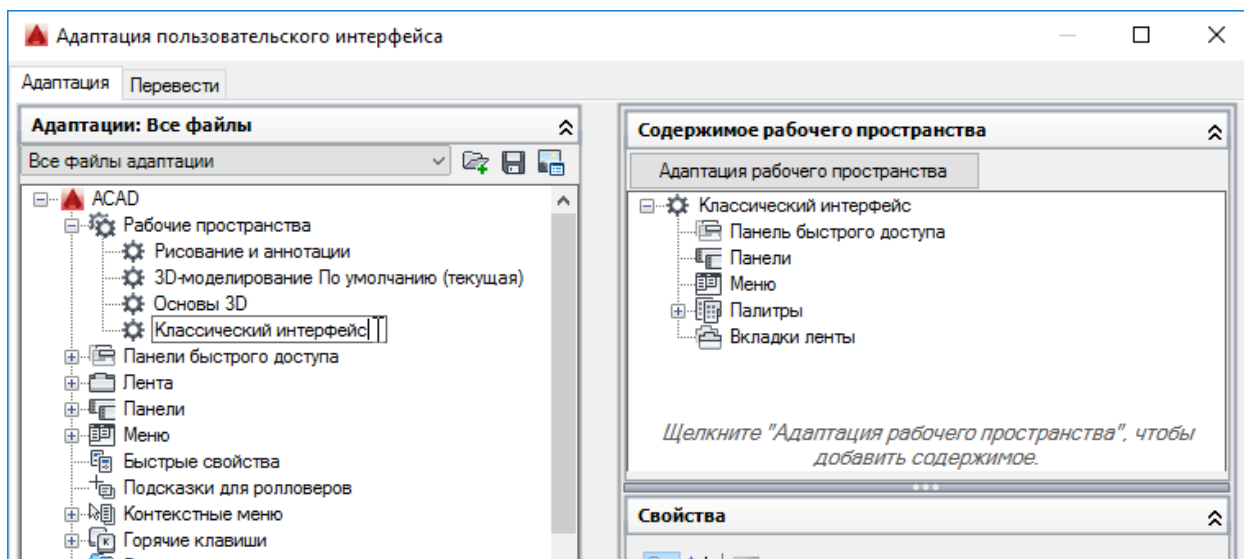 Адаптация пользовательского интерфейса
Адаптация
Перевести
Адаптации: Все файлы
Все файлы адаптации
ACAD
Рабочие пространства
Рисование и аннотации
3D-моделирование По умолчанию (текущая)
Основы 3D
Классический интерфейс
Панели быстрого доступа
Лента
Панели
Меню
Быстрые свойства
Подсказки для ролловеров
Контекстные меню
Горячие клавиши
Содержимое рабочего пространства
Адаптация рабочего пространства
Классический интерфейс
Панель быстрого доступа
Панели
Меню
Палитры
Вкладки ленты
Щелкните "Адаптация рабочего пространства", чтобы
добавить содержимое.
Свойства